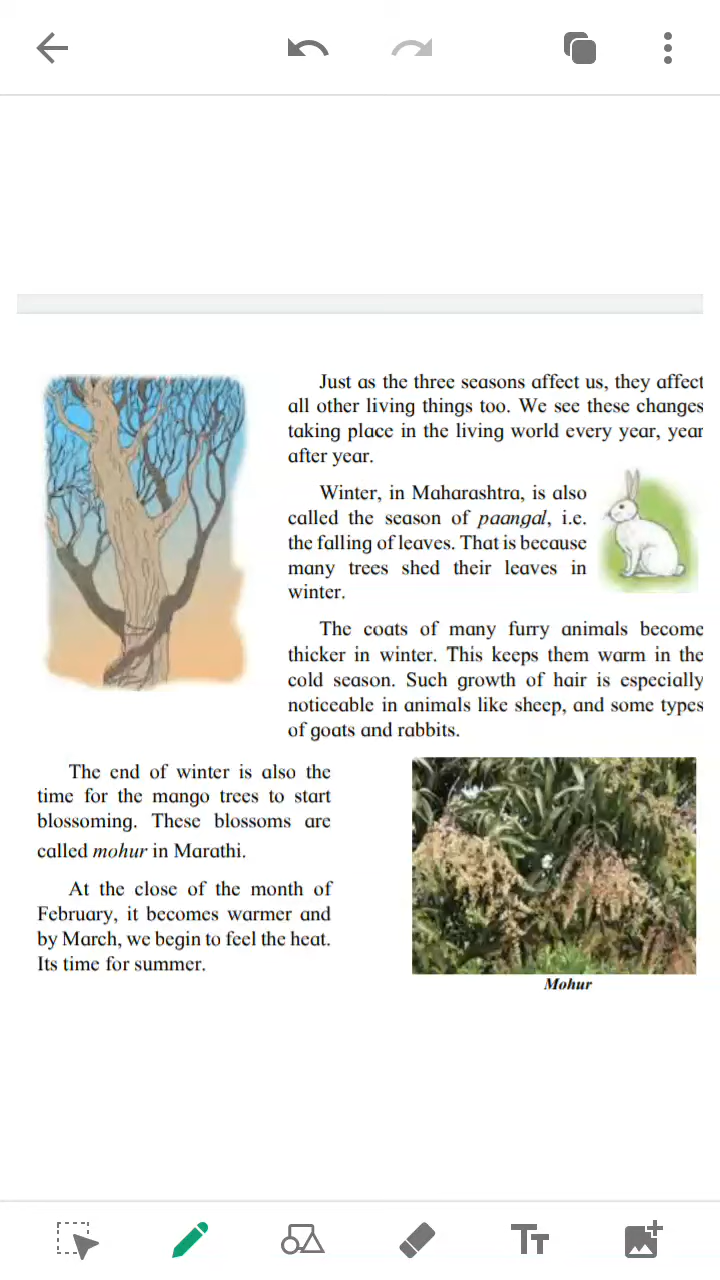 Just as the three seasons affect us, they affect
all other living things too. We see these changes
taking place in the living world every year, year
after year.
Winter, in Maharashtra, is also
called the season of paangal, i.e.
the falling of leaves. That is because
many trees shed their leaves in
winter.
The coats of many furry animals become
thicker in winter. This keeps them warm in the
cold season. Such growth of hair is especially
noticeable in animals like sheep, and some types
of goats and rabbits.
The end of winter is also the
time for the mango trees to start
blossoming. These blossoms are
called mohur in Marathi.
At the close of the month of
February, it becomes warmer and
by March, we begin to feel the heat.
Its time for summer.
Mohur
Tт